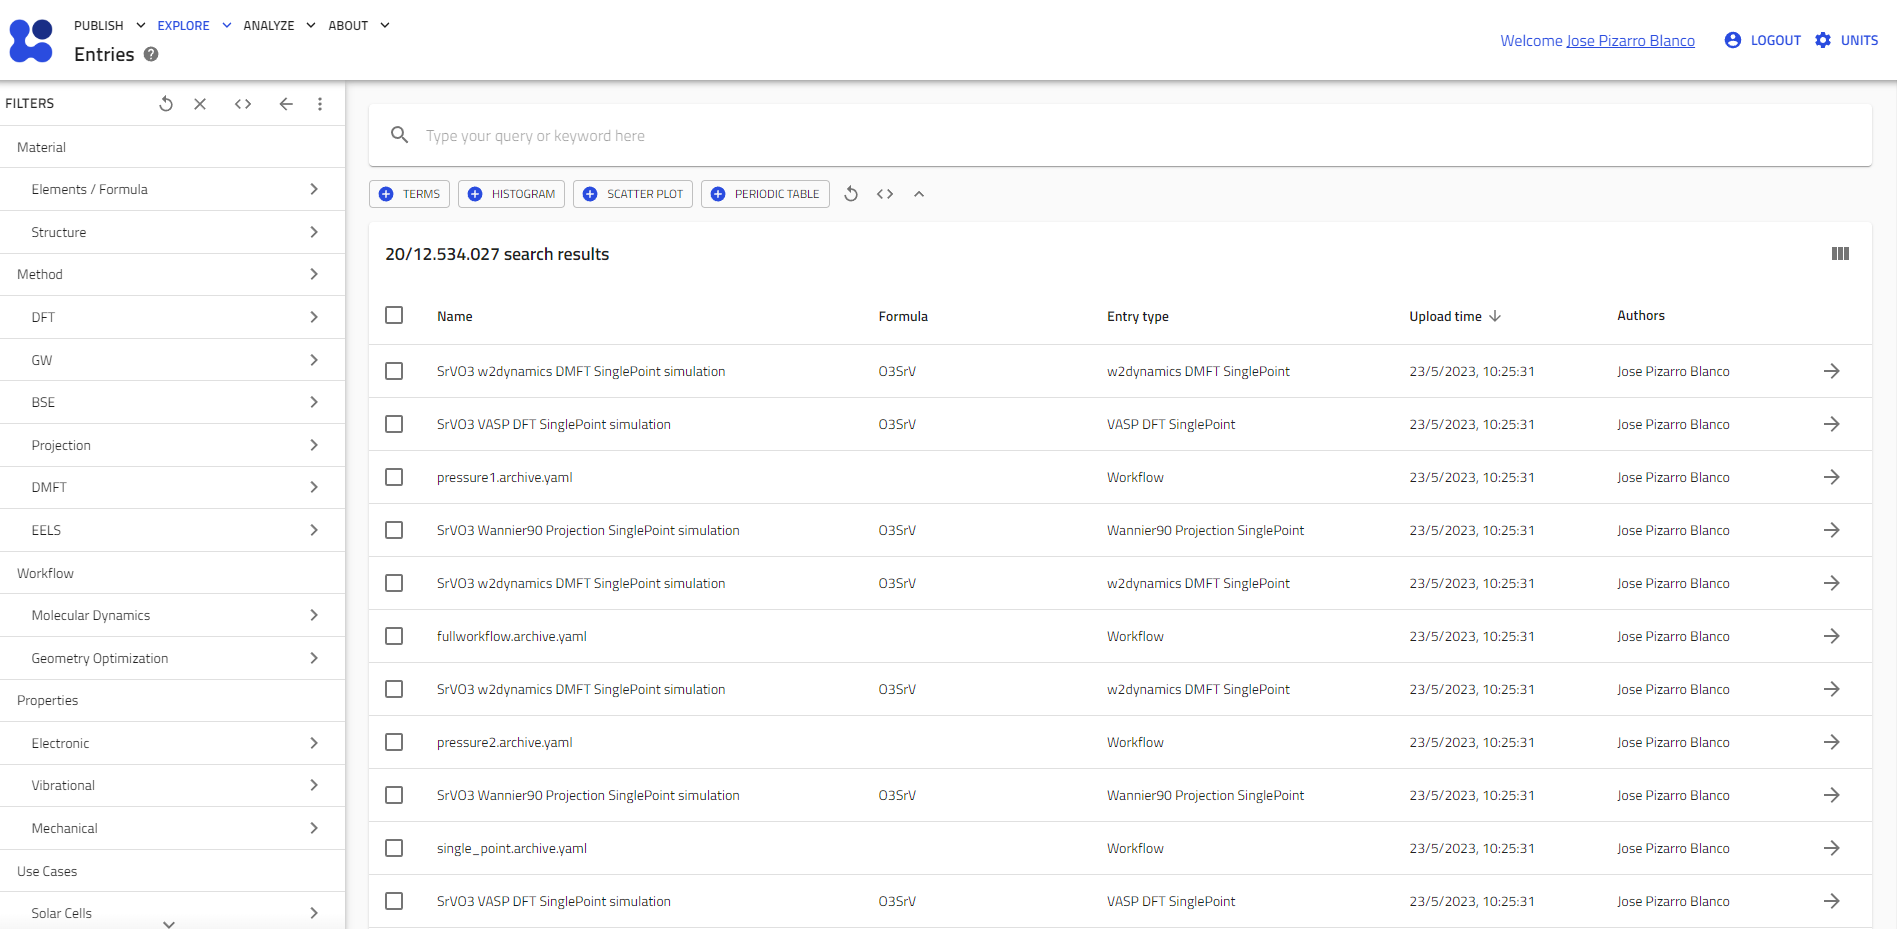 PUBLISH EXPLORE ANALYZE ABOUT
Entries
Welcome Jose Pizarro Blanco LOGOUT UNITS
FILTERS
Material
Elements / Formula
Structure
Method
DFT
GW
BSE
Projection
DMFT
EELS
Workflow
Molecular Dynamics
Geometry Optimization
Properties
Electronic
Vibrational
Mechanical
Use Cases
Solar Cells
Type your query or keyword here
TERMS HISTOGRAM SCATTER PLOT PERIODIC TABLE
20/12.534.027 search results
Name Formula Entry type Upload time Authors
SrVO3 w2dynamics DMFT SinglePoint simulation O3SrV w2dynamics DMFT SinglePoint 23/5/2023, 10:25:31 Jose Pizarro Blanco
SrVO3 VASP DFT SinglePoint simulation O3SrV VASP DFT SinglePoint 23/5/2023, 10:25:31 Jose Pizarro Blanco
pressure1.archive.yaml Workflow 23/5/2023, 10:25:31 Jose Pizarro Blanco
SrVO3 Wannier90 Projection SinglePoint simulation O3SrV Wannier90 Projection SinglePoint 23/5/2023, 10:25:31 Jose Pizarro Blanco
SrVO3 w2dynamics DMFT SinglePoint simulation O3SrV w2dynamics DMFT SinglePoint 23/5/2023, 10:25:31 Jose Pizarro Blanco
fullworkflow.archive.yaml Workflow 23/5/2023, 10:25:31 Jose Pizarro Blanco
SrVO3 w2dynamics DMFT SinglePoint simulation O3SrV w2dynamics DMFT SinglePoint 23/5/2023, 10:25:31 Jose Pizarro Blanco
pressure2.archive.yaml Workflow 23/5/2023, 10:25:31 Jose Pizarro Blanco
SrVO3 Wannier90 Projection SinglePoint simulation O3SrV Wannier90 Projection SinglePoint 23/5/2023, 10:25:31 Jose Pizarro Blanco
single_point.archive.yaml Workflow 23/5/2023, 10:25:31 Jose Pizarro Blanco
SrVO3 VASP DFT SinglePoint simulation O3SrV VASP DFT SinglePoint 23/5/2023, 10:25:31 Jose Pizarro Blanco